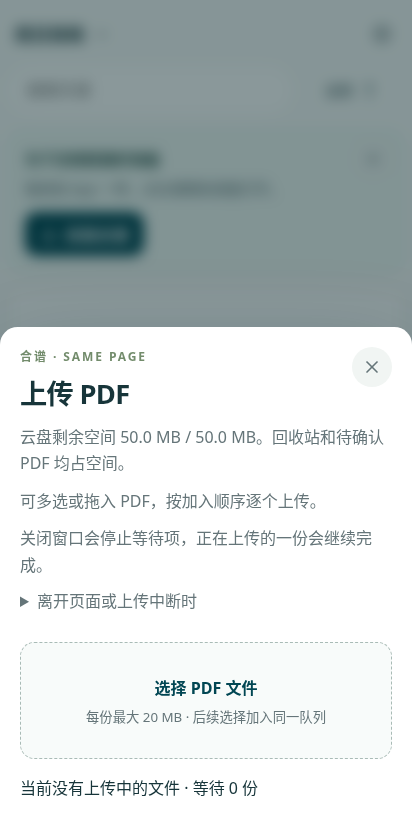 合谱 · SAME PAGE
上传 PDF
云盘剩余空间 50.0 MB / 50.0 MB。回收站和待确认
PDF 均占空间。
可多选或拖入 PDF，按加入顺序逐个上传。
关闭窗口会停止等待项，正在上传的一份会继续完
成。
▶ 离开页面或上传中断时
选择 PDF 文件
每份最大 20 MB · 后续选择加入同一队列
当前没有上传中的文件 · 等待 0 份